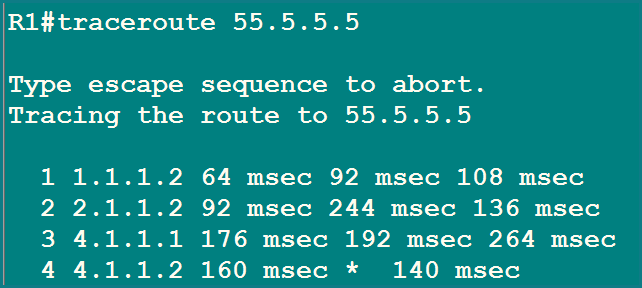 R1#traceroute 55.5.5.5
Type escape sequence to abort.
Tracing the route to 55.5.5.5
1 1.1.1.2 64 msec 92 msec 108 msec
2 2.1.1.2 92 msec 244 msec 136 msec
3 4.1.1.1 176 msec 192 msec 264 msec
4 4.1.1.2 160 msec *  140 msec